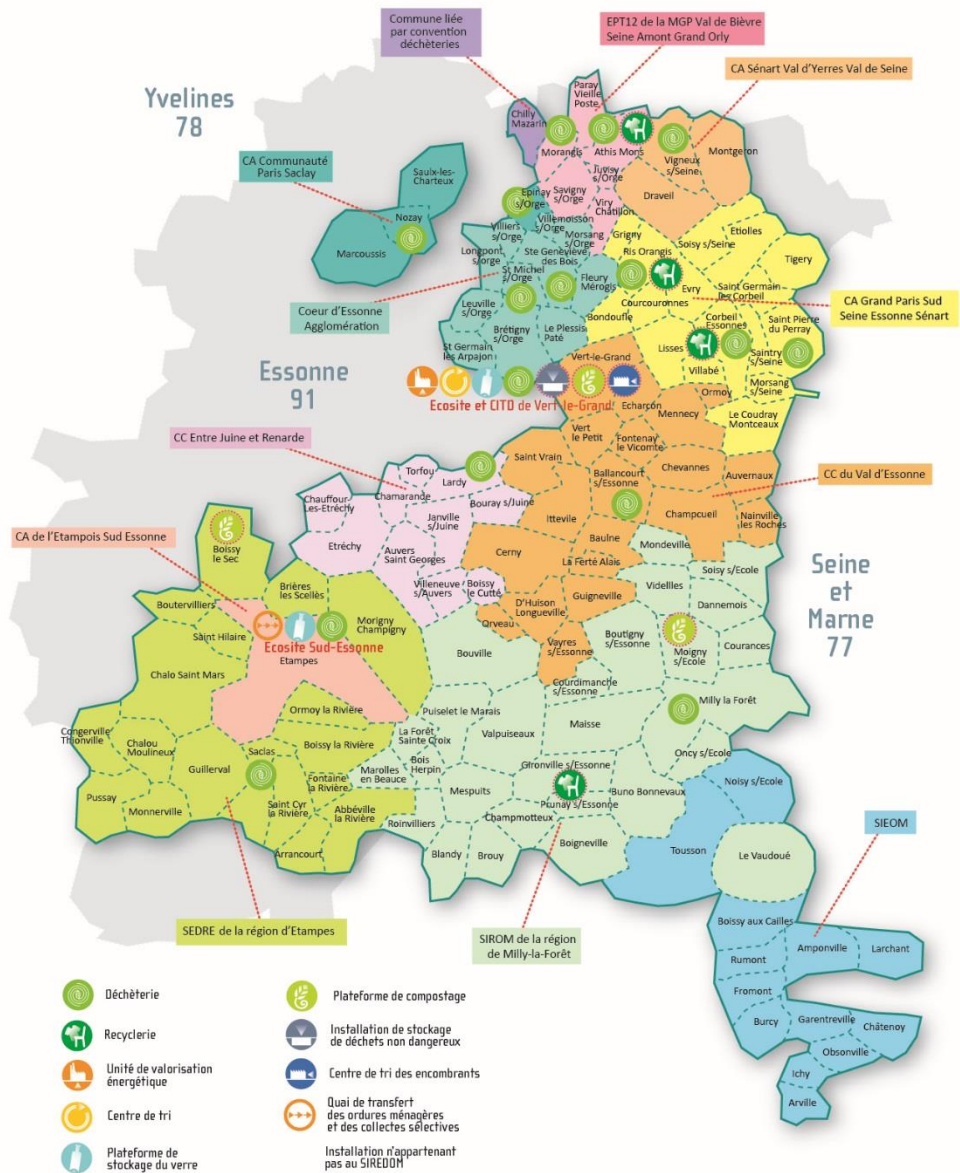 Commune liée
par convention
déchèteries
EPT12 de la MGP Val de Bièvre
Seine Amont Grand Orly
CA Sénart Val d'Yerres Val de Seine
Yvelines
78
CA Communauté
Paris Saclay
Chilly
Mazarin
Paray
Vieille
Poste
Morangis
Athis Mons
Vigneux
s/Seine
Montgeron
Saulx-les-
Charteux
Nozay
Marcoussis
Juvisy
s/Orge
Epinay
s/Orge
Savigny
s/Orge
Draveil
Viry
Châtillon
Villemoisson
s/Orge
Villiers
s/Orge
Morsang
s/Orge
Grigny
Etiolles
Soisy s/Seine
Ris Orangis
Longpont
s/orge
Ste Geneviève
des Bois
Tigery
St Michel
s/Orge
Fleury
Mérogis
Evry
Saint Germain
les Corbeil
Coeur d'Essonne
Agglomération
Leuville
s/Orge
Courcouronnes
CA Grand Paris Sud
Seine Essonne Sénart
Bondoufle
Corbeil
Essonnes
Saint Pierre
du Perray
Brétigny
s/Orge
Le Plessis
Paté
Lisses
Saintry
s/Seine
St Germain
lès Arpajon
Vert-le-Grand
Villabé
Morsang
s/Seine
Essonne
91
Ecosite et CITD de Vert-le-Grand
Ormoy
Echarcon
Mennecy
Le Coudray
Montceaux
CC Entre Juine et Renarde
Vert
le Petit
Fontenay
le Vicomte
Saint Vrain
Chevannes
Auvernaux
CC du Val d'Essonne
Torfou
Lardy
Ballancourt
s/Essonne
Chauffour
-Les-Etréchy
Chamarande
Bouray s/Juine
Champcueil
Nainville
les Roches
Janville
s/Juine
Itteville
CA de l'Etampois Sud Essonne
Boissy
le Sec
Etréchy
Auvers
Saint Georges
Cerny
Baulne
Mondeville
La Ferté Alais
Soisy s/Ecole
Seine
et
Marne
77
Brières
les Scellès
Villeneuve
s/Auvers
Boissy
le Cutté
Videllles
Guigneville
Dannemois
Boutervilliers
D'Huison
Longueville
Morigny
Champigny
Orveau
Boutigny
s/Essonne
Saint Hilaire
Ecosite Sud-Essonne
Vayres
s/Essonne
Moigny
s/Ecole
Courances
Etampes
Bouville
Chalo Saint Mars
Courdimanche
s/Essonne
Milly la Forêt
Ormoy la Rivière
Puiselet le Marais
Maisse
Congerville
Thionville
Chalou
Moulineux
Boissy la Rivière
La Forêt
Sainte Croix
Valpuiseaux
Oncy s/Ecole
Saclas
Guillerval
Bois
Herpin
Gironville s/Essonne
Noisy s/Ecole
Marolles
en Beauce
Fontaine
la Rivière
Pussay
Mespuits
Buno Bonnevaux
Monnerville
Saint Cyr
la Rivière
Abbéville
la Rivière
Prunay s/Essonne
Roinvilliers
Champmotteux
SIEOM
Boigneville
Tousson
Le Vaudoué
Arrancourt
Blandy
Brouy
SEDRE de la région d'Etampes
SIROM de la région
de Milly-la-Forêt
Boissy aux Cailles
Amponville
Larchant
Rumont
Fromont
Burcy
Garentreville
Châtenoy
Obsonville
Ichy
Arville
Déchèterie
Recyclerie
Unité de valorisation
énergétique
Centre de tri
Plateforme de
stockage du verre
Plateforme de compostage
Installation de stockage
de déchets non dangereux
Centre de tri des encombrants
Quai de transfert
des ordures ménagères
et des collectes sélectives
Installation n'appartenant
pas au SIREDOM